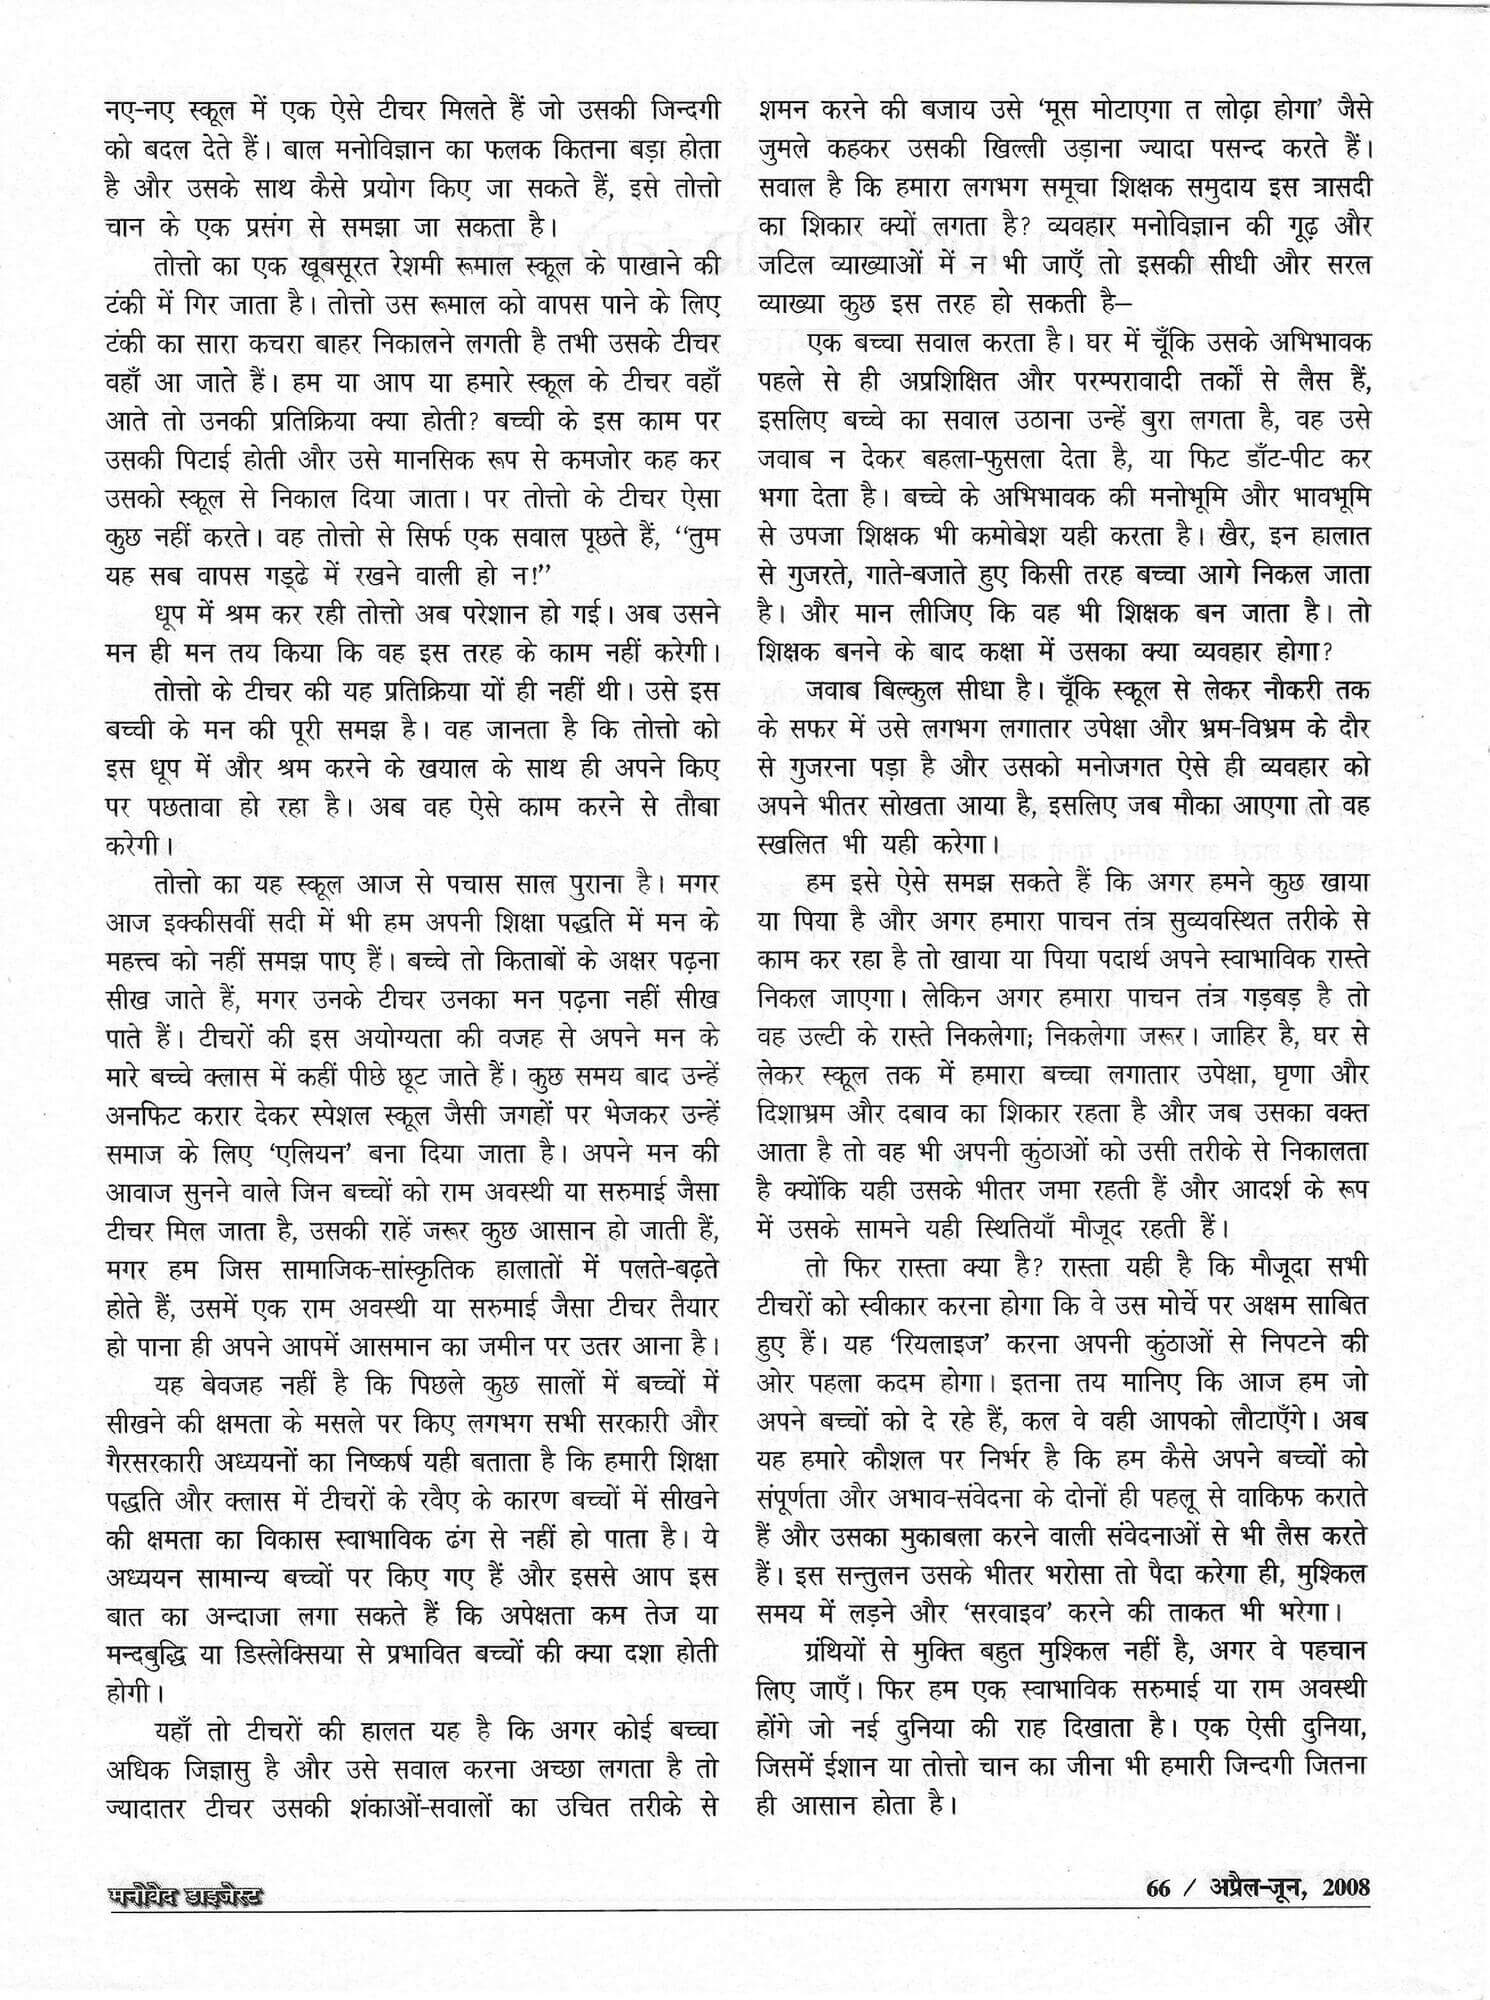 नए-नए स्कूल में एक ऐसे टीचर मिलते हैं जो उसकी जिन्दगी
को बदल देते हैं। बाल मनोविज्ञान का फलक कितना बड़ा होता
है और उसके साथ कैसे प्रयोग किए जा सकते हैं, इसे तोत्तो
चान के एक प्रसंग से समझा जा सकता है।
तोत्तो का एक खूबसूरत रेशमी रूमाल स्कूल के पाखाने की
टंकी में गिर जाता है। तोत्तो उस रूमाल को वापस पाने के लिए
टंकी का सारा कचरा बाहर निकालने लगती है तभी उसके टीचर
वहाँ आ जाते हैं। हम या आप या हमारे स्कूल के टीचर वहाँ
आते तो उनकी प्रतिक्रिया क्या होती? बच्ची के इस काम पर
उसकी पिटाई होती और उसे मानसिक रूप से कमजोर कह कर
उसको स्कूल से निकाल दिया जाता। पर तोत्तो के टीचर ऐसा
कुछ नहीं करते। वह तोत्तो से सिर्फ एक सवाल पूछते हैं, ‘‘तुम
यह सब वापस गड्ढे में रखने वाली हो न!’’
धूप में श्रम कर रही तोत्तो अब परेशान हो गई। अब उसने
मन ही मन तय किया कि वह इस तरह के काम नहीं करेगी।
तोत्तो के टीचर की यह प्रतिक्रिया यों ही नहीं थी। उसे इस
बच्ची के मन की पूरी समझ है। वह जानता है कि तोत्तो को
इस धूप में और श्रम करने के खयाल के साथ ही अपने किए
पर पछतावा हो रहा है। अब वह ऐसे काम करने से तौबा
करेगी।
तोत्तो का यह स्कूल आज से पचास साल पुराना है। मगर
आज इक्कीसवीं सदी में भी हम अपनी शिक्षा पद्धति में मन के
महत्त्व को नहीं समझ पाए हैं। बच्चे तो किताबों के अक्षर पढ़ना
सीख जाते हैं, मगर उनके टीचर उनका मन पढ़ना नहीं सीख
पाते हैं। टीचरों की इस अयोग्यता की वजह से अपने मन के
मारे बच्चे क्लास में कहीं पीछे छूट जाते हैं। कुछ समय बाद उन्हें
अनफिट करार देकर स्पेशल स्कूल जैसी जगहों पर भेजकर उन्हें
समाज के लिए ‘एलियन’ बना दिया जाता है। अपने मन की
आवाज सुनने वाले जिन बच्चों को राम अवस्थी या सरुमाई जैसा
टीचर मिल जाता है, उसकी राहें जरूर कुछ आसान हो जाती हैं,
मगर हम जिस सामाजिक-सांस्कृतिक हालातों में पलते-बढ़ते
होते हैं, उसमें एक राम अवस्थी या सरुमाई जैसा टीचर तैयार
हो पाना ही अपने आपमें आसमान का जमीन पर उतर आना है।
यह बेवजह नहीं है कि पिछले कुछ सालों में बच्चों में
सीखने की क्षमता के मसले पर किए लगभग सभी सरकारी और
गैरसरकारी अध्ययनों का निष्कर्ष यही बताता है कि हमारी शिक्षा
पद्धति और क्लास में टीचरों के रवैए के कारण बच्चों में सीखने
की क्षमता का विकास स्वाभाविक ढंग से नहीं हो पाता है। ये
अध्ययन सामान्य बच्चों पर किए गए हैं और इससे आप इस
बात का अन्दाजा लगा सकते हैं कि अपेक्षता कम तेज या
मन्दबुद्धि या डिस्लेक्सिया से प्रभावित बच्चों की क्या दशा होती
होगी।
यहाँ तो टीचरों की हालत यह है कि अगर कोई बच्चा
अधिक जिज्ञासु है और उसे सवाल करना अच्छा लगता है तो
ज्यादातर टीचर उसकी शंकाओं-सवालों का उचित तरीके से
शमन करने की बजाय उसे ‘मूस मोटाएगा त लोढ़ा होगा’ जैसे
जुमले कहकर उसकी खिल्ली उड़ाना ज्यादा पसन्द करते हैं।
सवाल है कि हमारा लगभग समूचा शिक्षक समुदाय इस त्रासदी
का शिकार क्यों लगता है? व्यवहार मनोविज्ञान की गूढ़ और
जटिल व्याख्याओं में न भी जाएँ तो इसकी सीधी और सरल
व्याख्या कुछ इस तरह हो सकती है–
एक बच्चा सवाल करता है। घर में चूँकि उसके अभिभावक
पहले से ही अप्रशिक्षित और परम्परावादी तर्कों से लैस हैं,
इसलिए बच्चे का सवाल उठाना उन्हें बुरा लगता है, वह उसे
जवाब न देकर बहला-फुसला देता है, या फिट डाँट-पीट कर
भगा देता है। बच्चे के अभिभावक की मनोभूमि और भावभूमि
से उपजा शिक्षक भी कमोबेश यही करता है। खैर, इन हालात
से गुजरते, गाते-बजाते हुए किसी तरह बच्चा आगे निकल जाता
है। और मान लीजिए कि वह भी शिक्षक बन जाता है। तो
शिक्षक बनने के बाद कक्षा में उसका क्या व्यवहार होगा?
जवाब बिल्कुल सीधा है। चूँकि स्कूल से लेकर नौकरी तक
के सफर में उसे लगभग लगातार उपेक्षा और भ्रम-विभ्रम के दौर
से गुजरना पड़ा है और उसको मनोजगत ऐसे ही व्यवहार को
अपने भीतर सोखता आया है, इसलिए जब मौका आएगा तो वह
स्खलित भी यही करेगा।
हम इसे ऐसे समझ सकते हैं कि अगर हमने कुछ खाया
या पिया है और अगर हमारा पाचन तंत्र सुव्यवस्थित तरीके से
काम कर रहा है तो खाया या पिया पदार्थ अपने स्वाभाविक रास्ते
निकल जाएगा। लेकिन अगर हमारा पाचन तंत्र गड़बड़ है तो
वह उल्टी के रास्ते निकलेगा; निकलेगा जरूर। जाहिर है, घर से
लेकर स्कूल तक में हमारा बच्चा लगातार उपेक्षा, घृणा और
दिशाभ्रम और दबाव का शिकार रहता है और जब उसका वक्त
आता है तो वह भी अपनी कुंठाओं को उसी तरीके से निकालता
है क्योंकि यही उसके भीतर जमा रहती हैं और आदर्श के रूप
में उसके सामने यही स्थितियाँ मौजूद रहती हैं।
तो फिर रास्ता क्या है? रास्ता यही है कि मौजूदा सभी
टीचरों को स्वीकार करना होगा कि वे उस मोर्चे पर अक्षम साबित
हुए हैं। यह ‘रियलाइज’ करना अपनी कुंठाओं से निपटने की
ओर पहला कदम होगा। इतना तय मानिए कि आज हम जो
अपने बच्चों को दे रहे हैं, कल वे वही आपको लौटाएँगे। अब
यह हमारे कौशल पर निर्भर है कि हम कैसे अपने बच्चों को
संपूर्णता और अभाव-संवेदना के दोनों ही पहलू से वाकिफ कराते
हैं और उसका मुकाबला करने वाली संवेदनाओं से भी लैस करते
हैं। इस सन्तुलन उसके भीतर भरोसा तो पैदा करेगा ही, मुश्किल
समय में लड़ने और ‘सरवाइव’ करने की ताकत भी भरेगा।
ग्रंथियों से मुक्ति बहुत मुश्किल नहीं है, अगर वे पहचान
लिए जाएँ। फिर हम एक स्वाभाविक सरुमाई या राम अवस्थी
होंगे जो नई दुनिया की राह दिखाता है। एक ऐसी दुनिया,
जिसमें ईशान या तोत्तो चान का जीना भी हमारी जिन्दगी जितना
ही आसान होता है।
मनोवेद डाइजेस्ट
66 / अप्रैल-जून, 2008